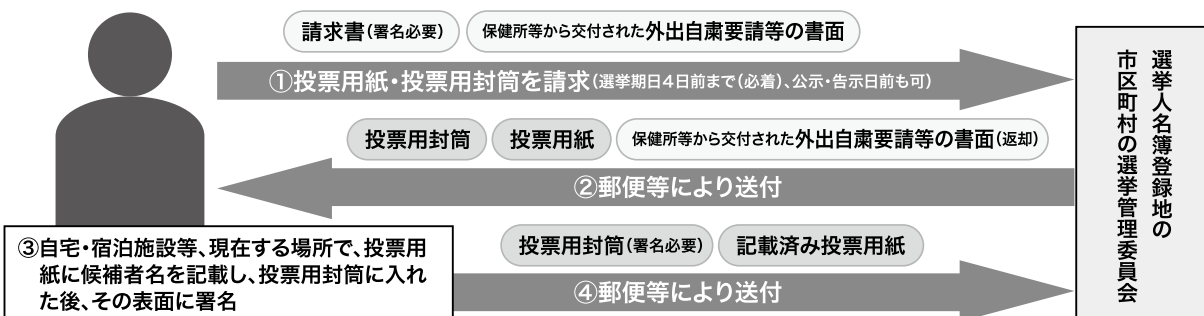 請求書(署名必要)
保健所等から交付された外出自粛要請等の書面
①投票用紙・投票用封筒を請求(選挙期日4日前まで(必着)、公示・告示日前も可)
投票用封筒
投票用紙
保健所等から交付された外出自粛要請等の書面(返却)
②郵便等により送付
③自宅・宿泊施設等、現在する場所で、投票用
紙に候補者名を記載し、投票用封筒に入れ
た後、その表面に署名
投票用封筒(署名必要)
記載済み投票用紙
④郵便等により送付
選挙人名簿登録地の
市区町村の選挙管理委員会